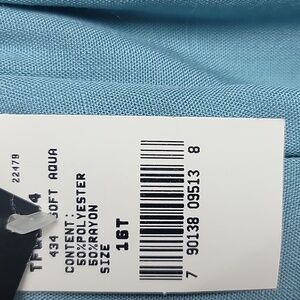 22479
434 SOFT AQUA
CONTENT:
50%POLYESTER
50%RAYON
SIZE
16T
7 90138 09513 8